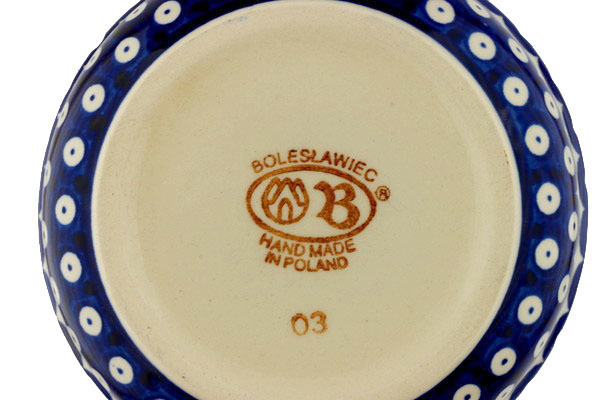 BOLESŁAWIEC
B ®
HAND MADE
IN POLAND
03